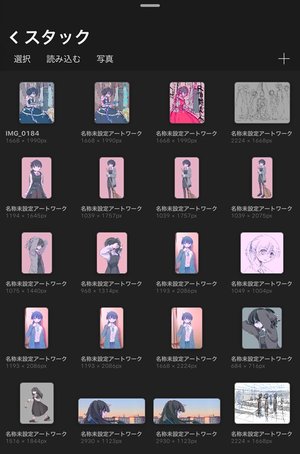 く スタック
選択 読み込む 写真
IMG_0184 名称未設定アートワーク 名称未設定アートワーク 名称未設定アートワーク
1668 × 1990px 1668 × 1990px 1668 × 1990px 2224 × 1668px
名称未設定アートワーク 名称未設定アートワーク 名称未設定アートワーク 名称未設定アートワーク
1194 × 1645px 1039 × 1757px 1039 × 1757px 1039 × 2075px
名称未設定アートワーク 名称未設定アートワーク 名称未設定アートワーク 名称未設定アートワーク
1075 × 1440px 968 × 1314px 1193 × 2086px 1049 × 1004px
名称未設定アートワーク 名称未設定アートワーク 名称未設定アートワーク 名称未設定アートワーク
1193 × 2086px 1193 × 2086px 1668 × 2224px 684 × 716px
名称未設定アートワーク 名称未設定アートワーク 名称未設定アートワーク 名称未設定アートワーク
1516 × 1844px 2930 × 1123px 2930 × 1123px 2224 × 1668px